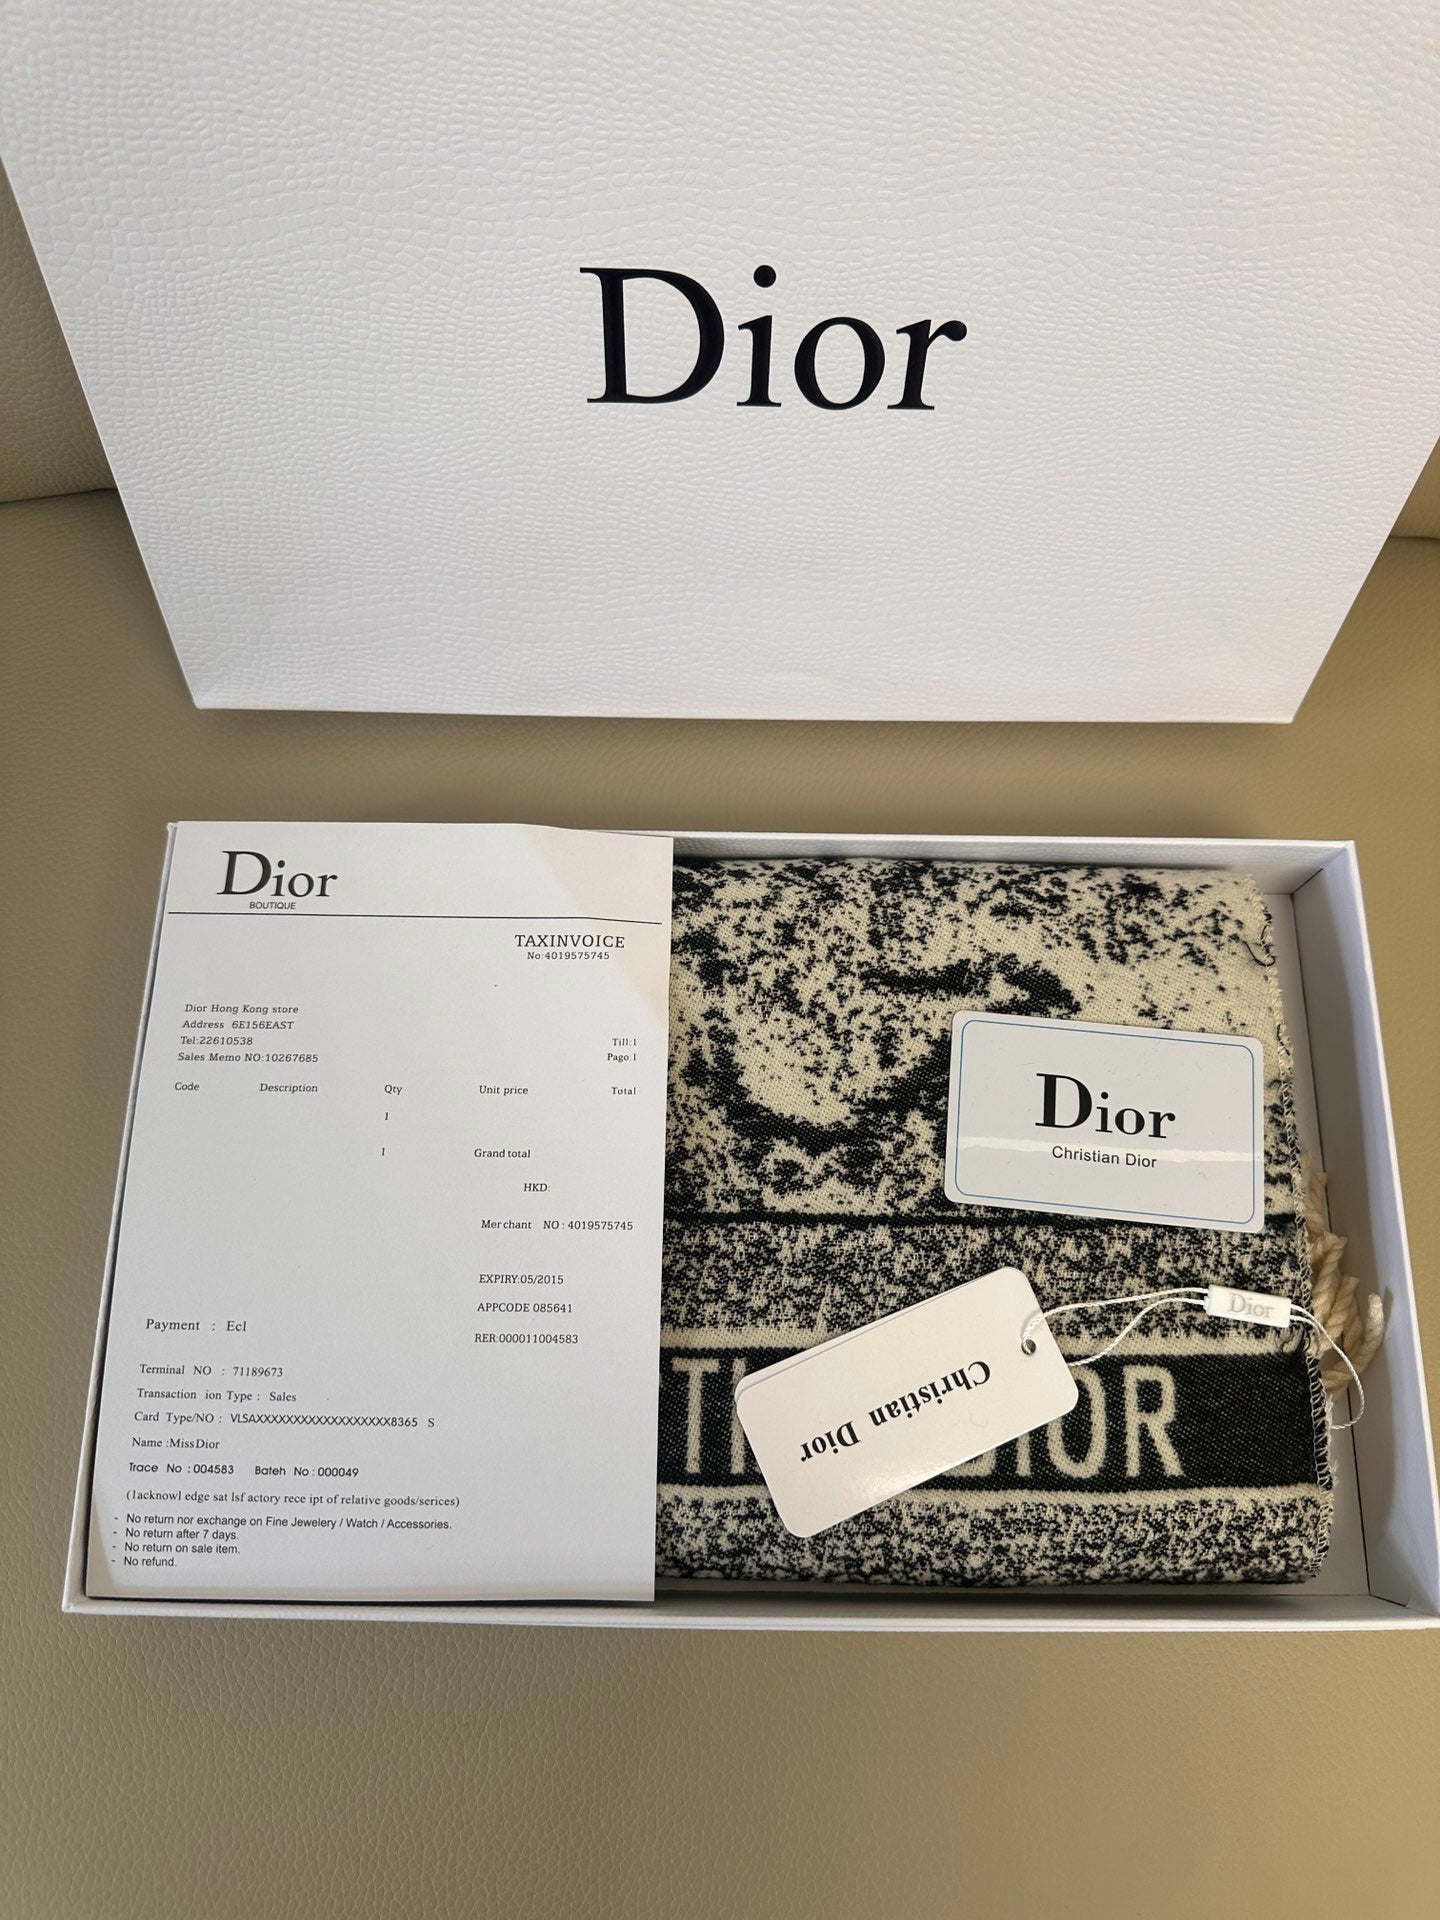 Dior
Dior
BOUTIQUE
TAXINVOICE
No:4019575745
Dior Hong Kong store
Address 6E156EAST
Tel:22610538
Till:1
Sales Memo NO:10267685
Pago:1
Code Description Qty Unit price Total
1
1 Grand total
HKD:
Mer chant NO : 4019575745
EXPIRY:05/2015
APPCODE 085641
Payment : Ecl
RER:000011004583
Terminal NO : 71189673
Transaction ion Type : Sales
Card Type/NO : VLSAXXXXXXXXXXXXXXXXXX8365 S
Name :MissDior
Trace No :004583 Bateh No :000049
(1acknowl edge sat lsf actory rece ipt of relative goods/serices)
- No return nor exchange on Fine Jewelery / Watch / Accessories.
- No return after 7 days.
- No return on sale item.
- No refund.
Dior
Christian Dior
Dior
Christian Dior
DIOR